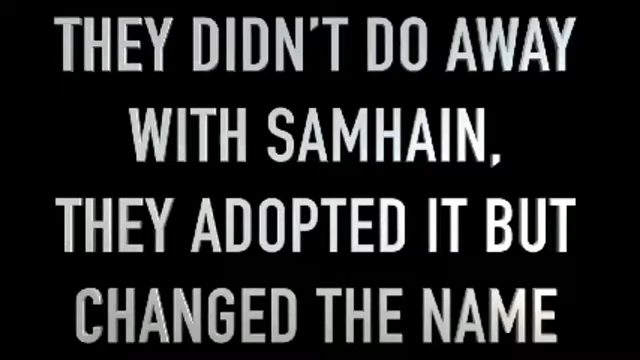 THEY DIDN'T DO AWAY
WITH SAMHAIN,
THEY ADOPTED IT BUT
CHANGED THE NAME